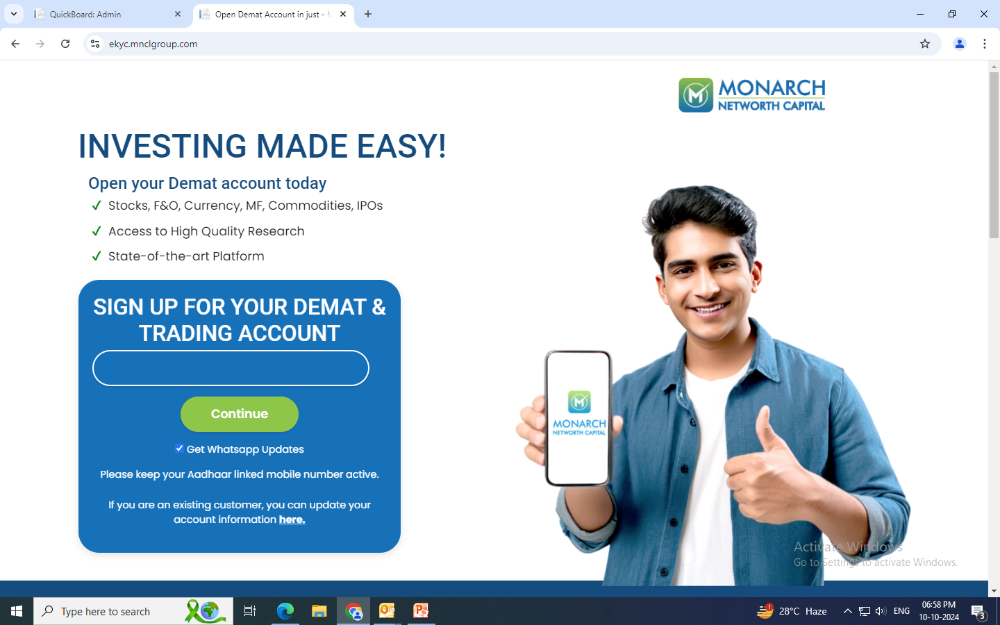 QuickBoard: Admin
Open Demat Account in just -
ekyc.mnclgroup.com
MONARCH
NETWORTH CAPITAL
INVESTING MADE EASY!
Open your Demat account today
✓ Stocks, F&O, Currency, MF, Commodities, IPOs
✓ Access to High Quality Research
✓ State-of-the-art Platform
SIGN UP FOR YOUR DEMAT &
TRADING ACCOUNT
Continue
Get Whatsapp Updates
Please keep your Aadhaar linked mobile number active.
If you are an existing customer, you can update your
account information here.
MONARCH
NETWORTH CAPITAL
Activate Windows
Go to Settings to activate Windows.
Type here to search
1
28°C Haze
ENG
06:58 PM
10-10-2024
3